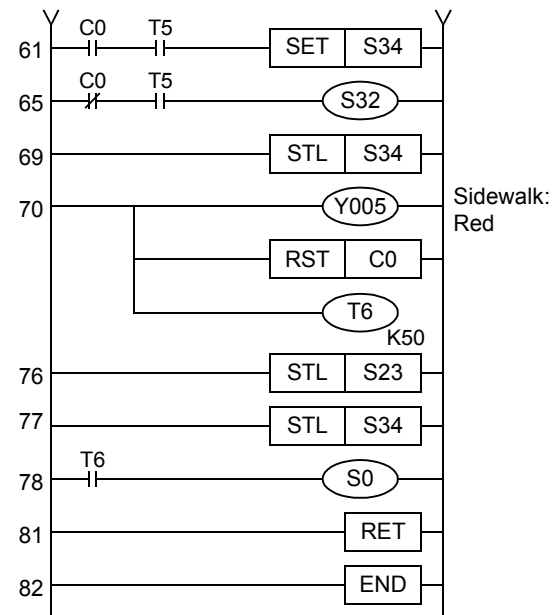 C0 T5
61 SET S34
C0 T5
65 S32
69 STL S34
70 Y005 Sidewalk:
Red
RST C0
T6
K50
76 STL S23
77 STL S34
T6
78 S0
81 RET
82 END